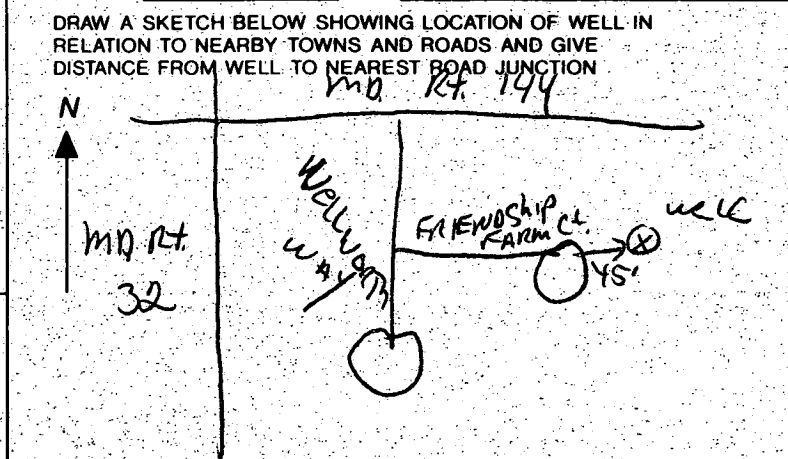 DRAW A SKETCH BELOW SHOWING LOCATION OF WELL IN
RELATION TO NEARBY TOWNS AND ROADS AND GIVE
DISTANCE FROM WELL TO NEAREST ROAD JUNCTION
MD. Rt. 144
N
MD Rt.
32
Wellworth
WAY
FRIENDShip
FARM Ct.
Well
45'